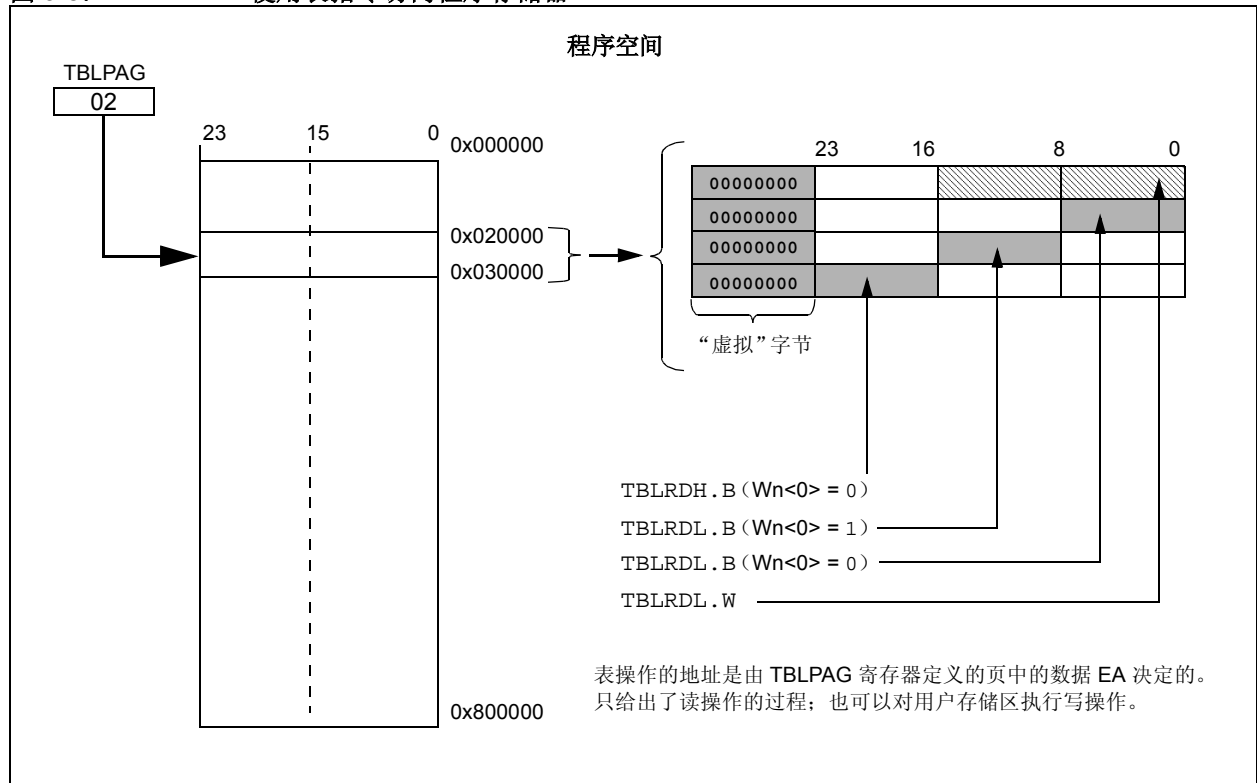 程序空间
TBLPAG
02
23 15 0
0x000000
0x020000
0x030000
0x800000
23 16 8 0
00000000
00000000
00000000
00000000
“虚拟”字节
TBLRDH.B（Wn<0> = 0）
TBLRDL.B（Wn<0> = 1）
TBLRDL.B（Wn<0> = 0）
TBLRDL.W
表操作的地址是由 TBLPAG 寄存器定义的页中的数据 EA 决定的。
只给出了读操作的过程；也可以对用户存储区执行写操作。